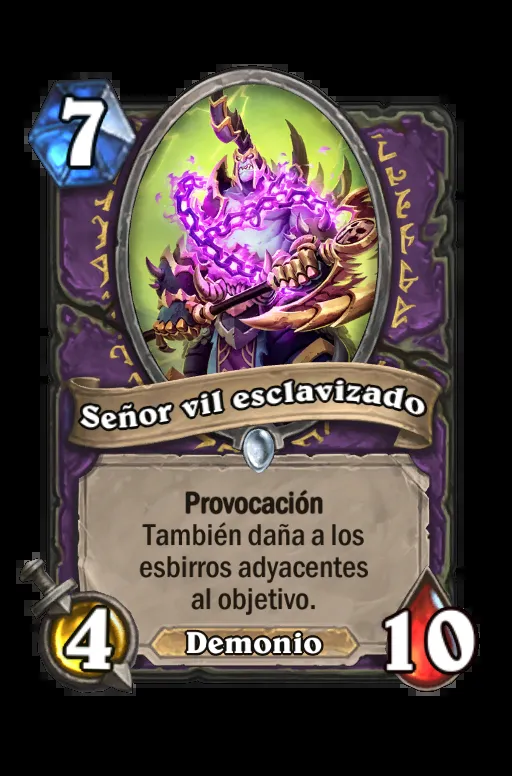 7
Señor vil esclavizado
Provocación
También daña a los
esbirros adyacentes
al objetivo.
4
Demonio
10